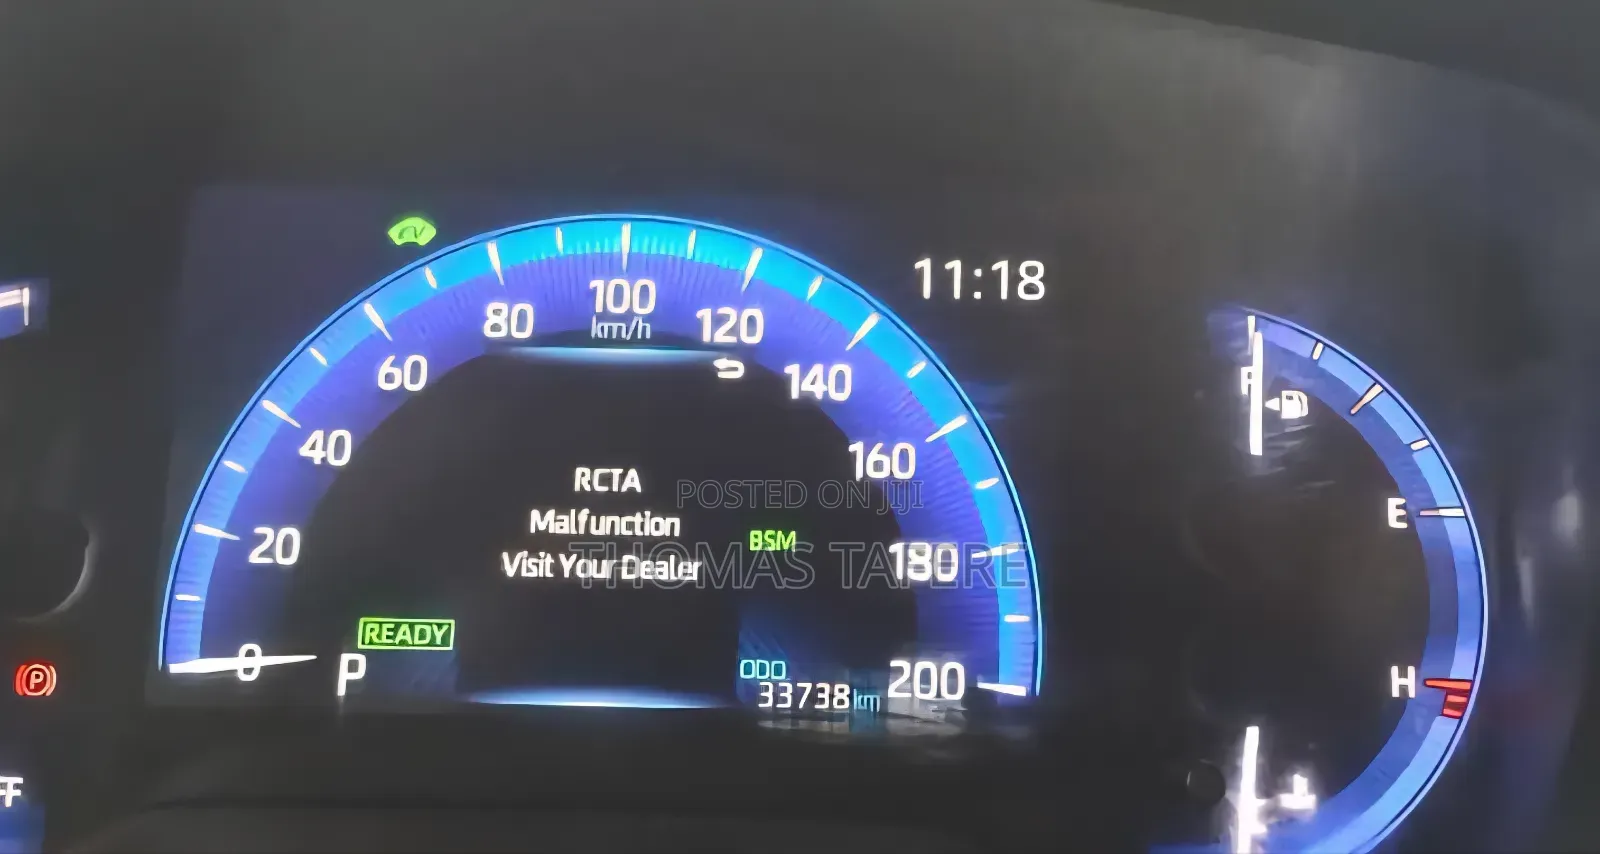 EV
11:18
100
km/h
80
120
60
140
F
40
160
RCTA
POSTED ON JIJI
Malfunction
BSM
E
20
Visit Your Dealer
THOMAS TAFERE
180
READY
0
P
ODO
33738 km
200
H
P